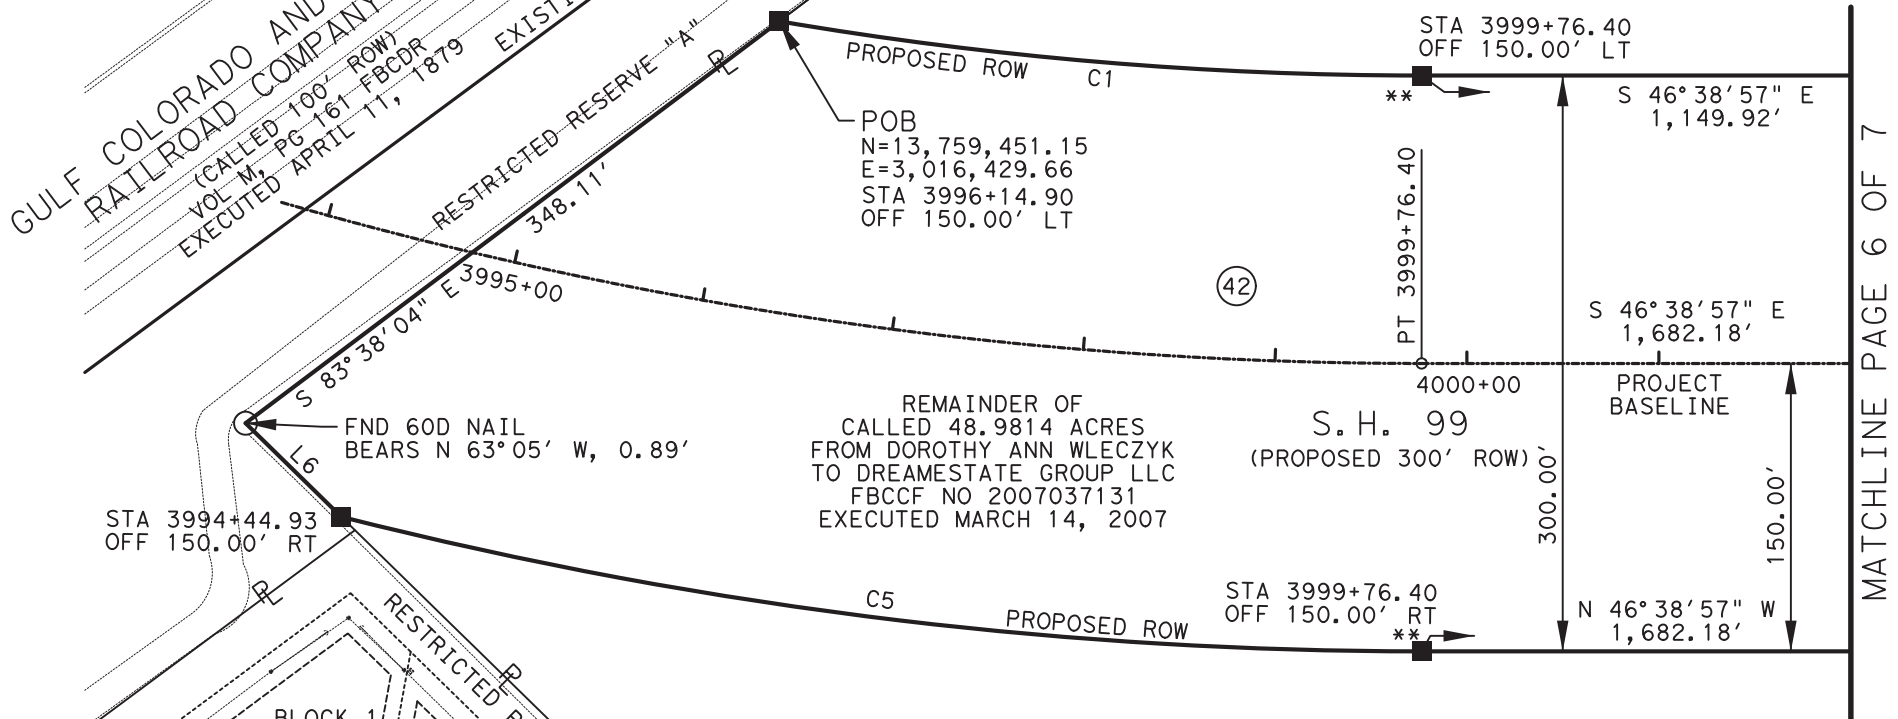 GULF COLORADO AND
RAILROAD COMPANY
(CALLED 100' ROW)
VOL M, PG 161 FBCDR
EXECUTED APRIL 11, 1879
RESTRICTED RESERVE "A"
PL
348.11'
S 83°38'04" E
3995+00
PROPOSED ROW
C1
POB
N=13,759,451.15
E=3,016,429.66
STA 3996+14.90
OFF 150.00' LT
STA 3999+76.40
OFF 150.00' LT
**
S 46°38'57" E
1,149.92'
PT 3999+76.40
42
S 46°38'57" E
1,682.18'
4000+00
PROJECT
BASELINE
S.H. 99
(PROPOSED 300' ROW)
300.00'
150.00'
MATCHLINE PAGE 6 OF 7
FND 60D NAIL
BEARS N 63°05' W, 0.89'
L6
REMAINDER OF
CALLED 48.9814 ACRES
FROM DOROTHY ANN WLECZYK
TO DREAMESTATE GROUP LLC
FBCCF NO 2007037131
EXECUTED MARCH 14, 2007
STA 3994+44.93
OFF 150.00' RT
PL
C5
PROPOSED ROW
STA 3999+76.40
OFF 150.00' RT
**
N 46°38'57" W
1,682.18'
RESTRICTED
PL
BLOCK 1